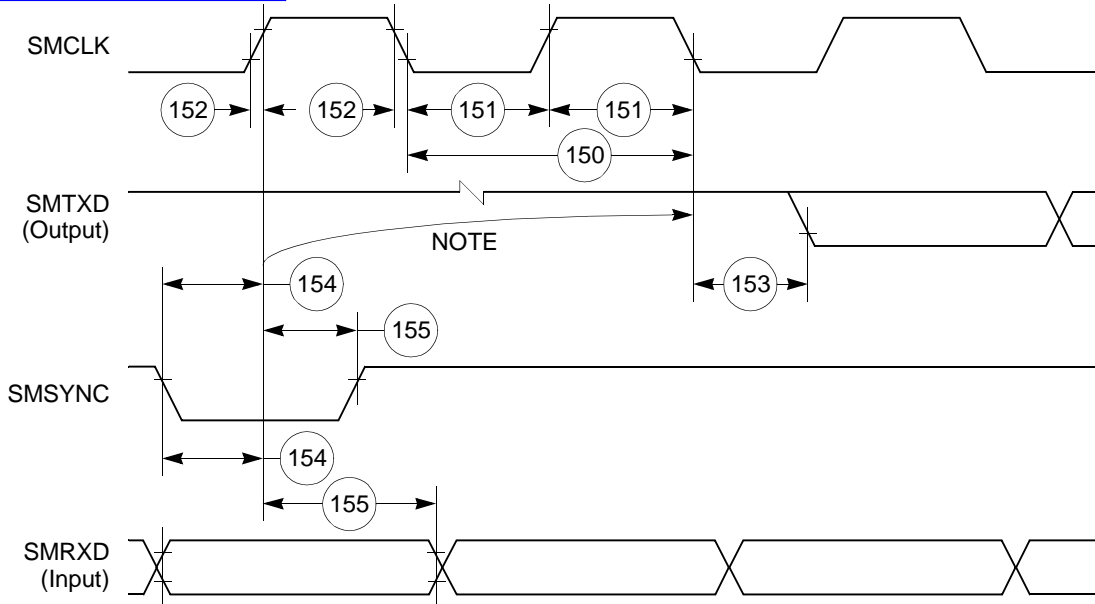 SMCLK
152
152
151
151
150
SMTXD
(Output)
NOTE
154
153
155
SMSYNC
154
155
SMRXD
(Input)